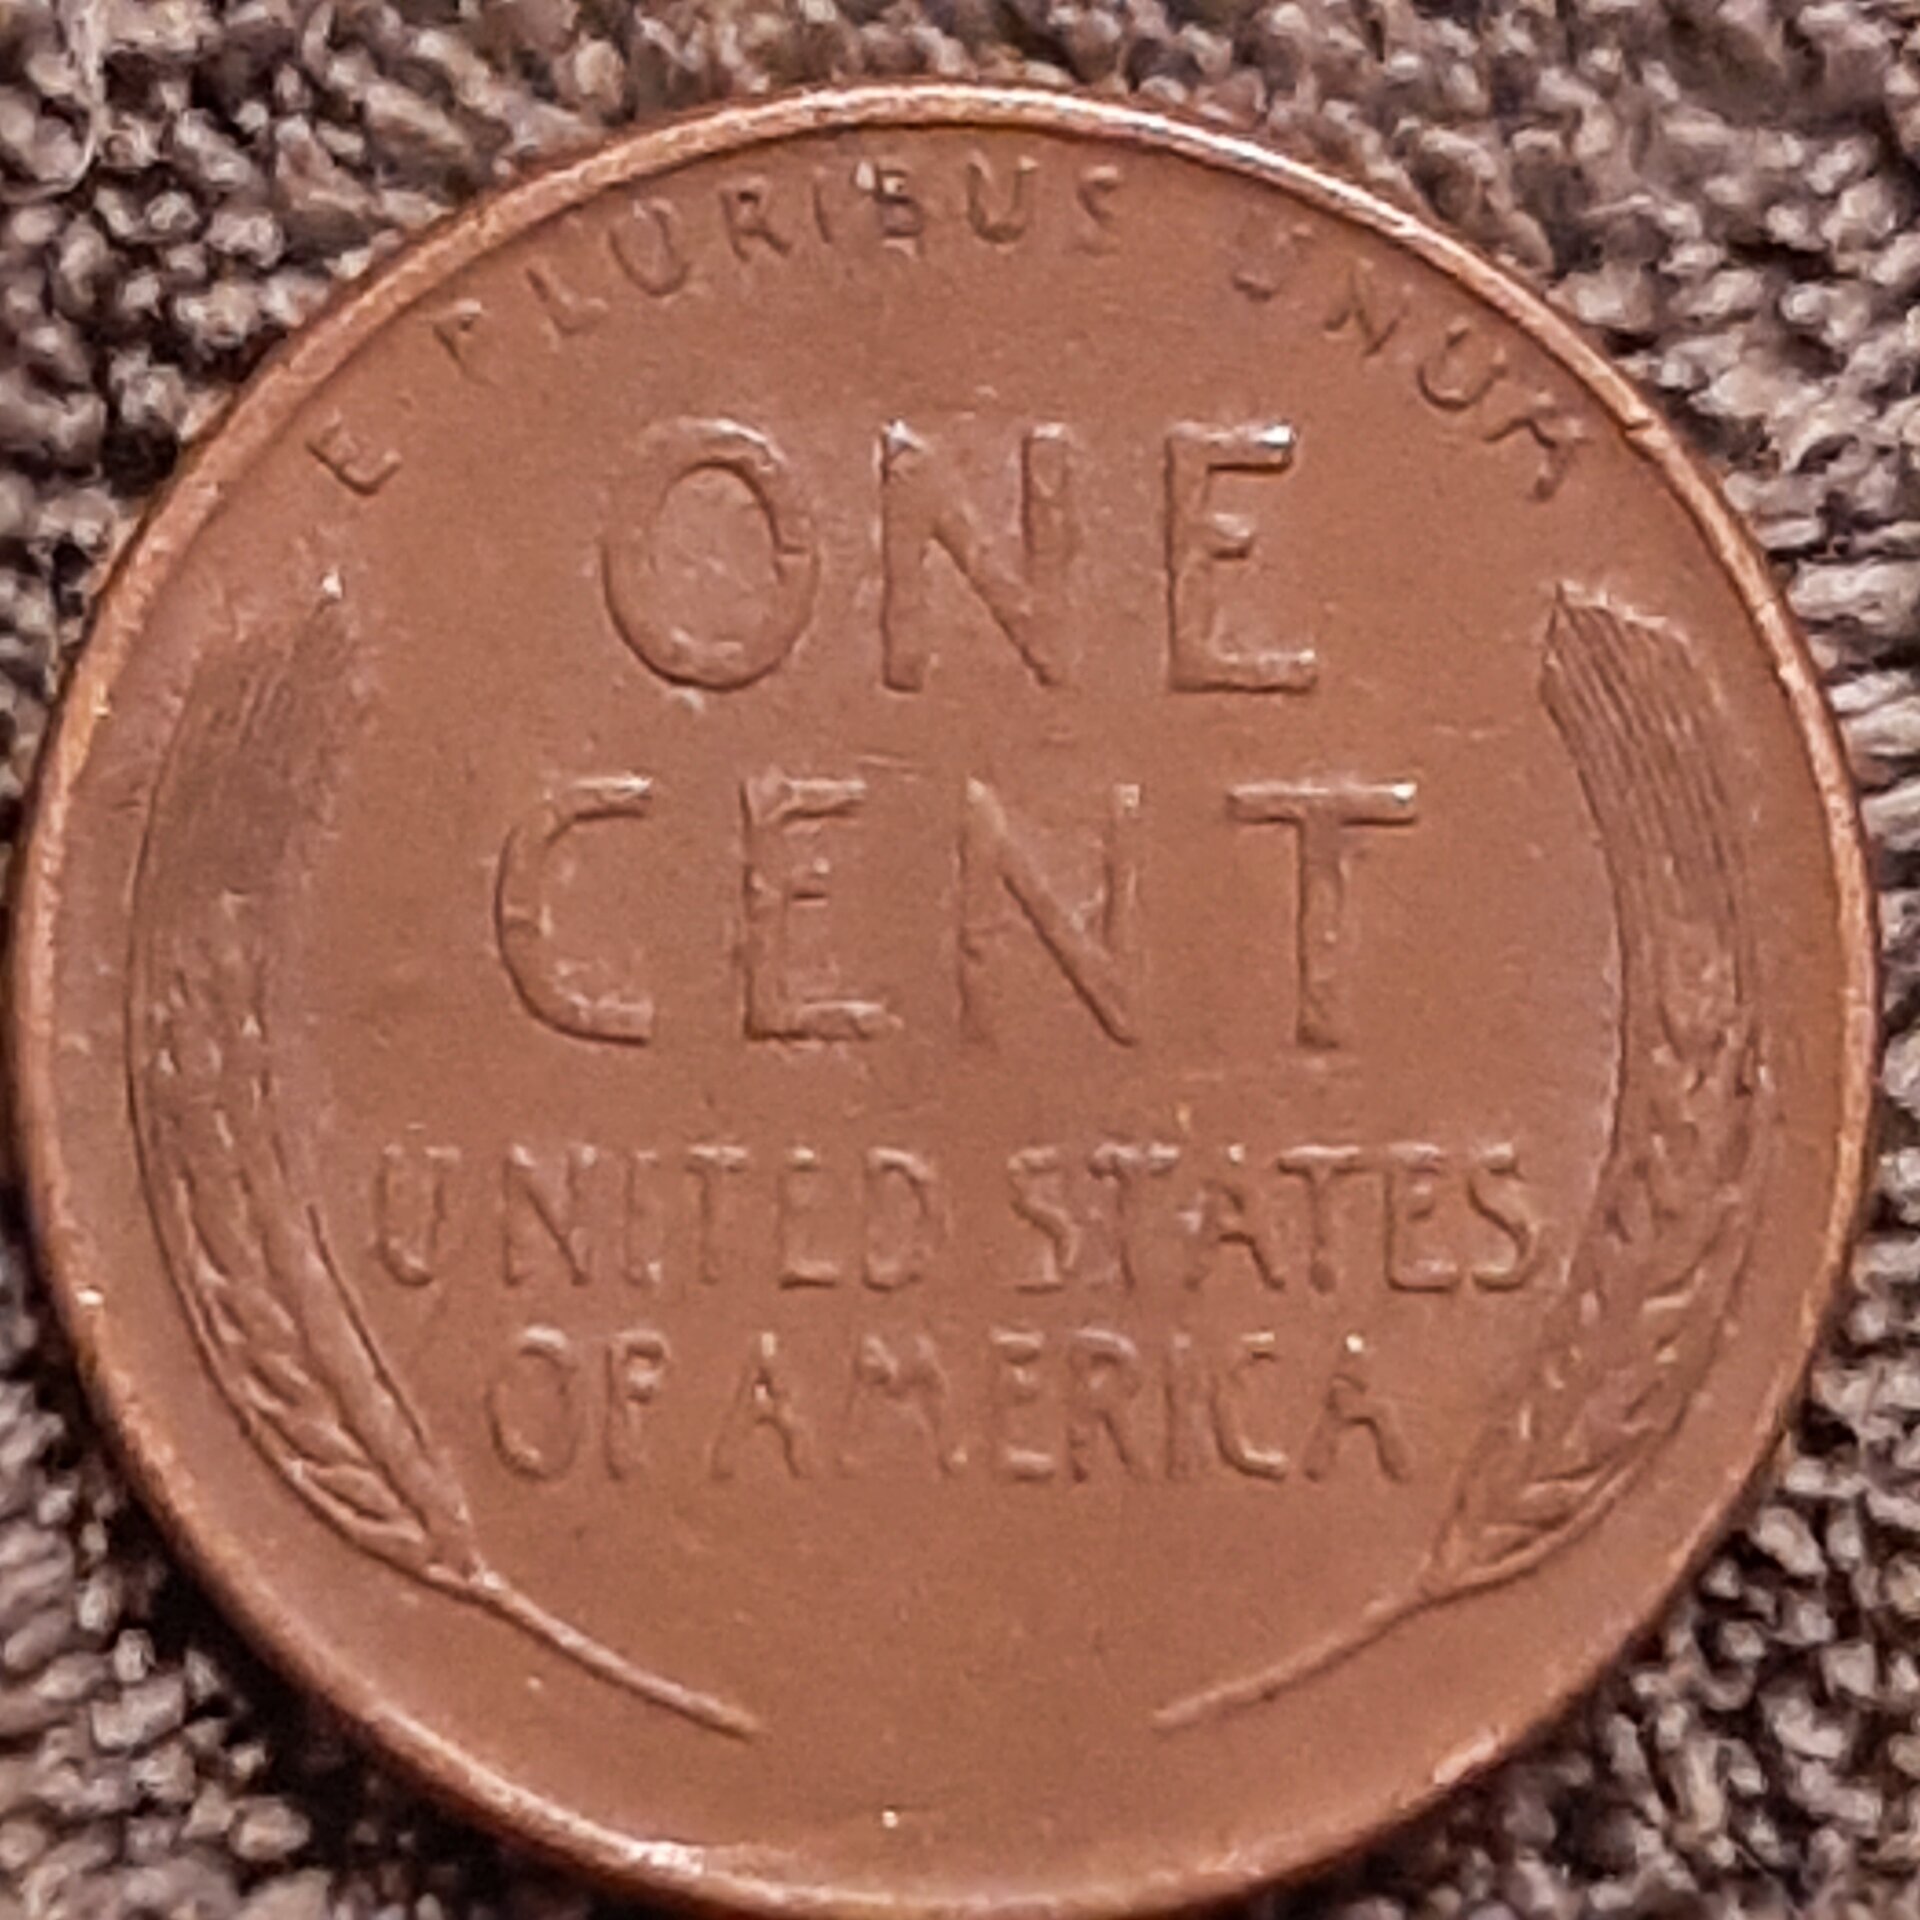 E PLURIBUS UNUM
ONE
CENT
UNITED STATES
OF AMERICA